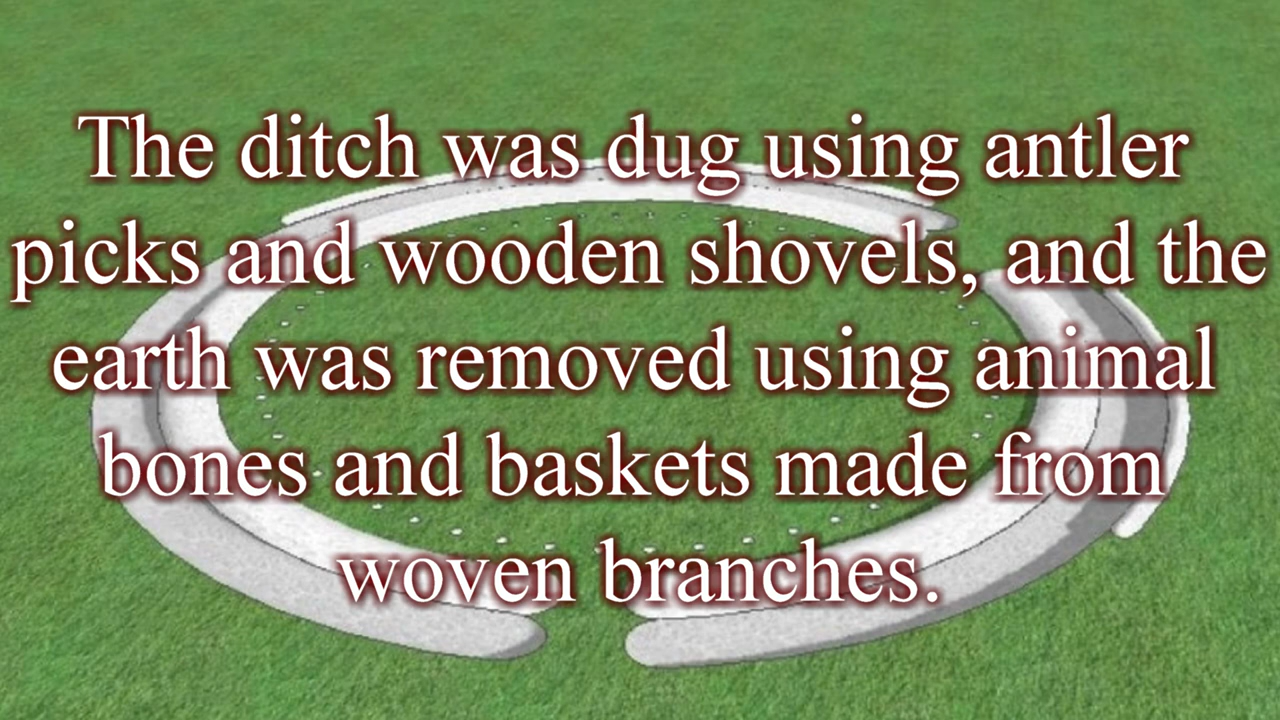 The ditch was dug using antler
picks and wooden shovels, and the
earth was removed using animal
bones and baskets made from
woven branches.